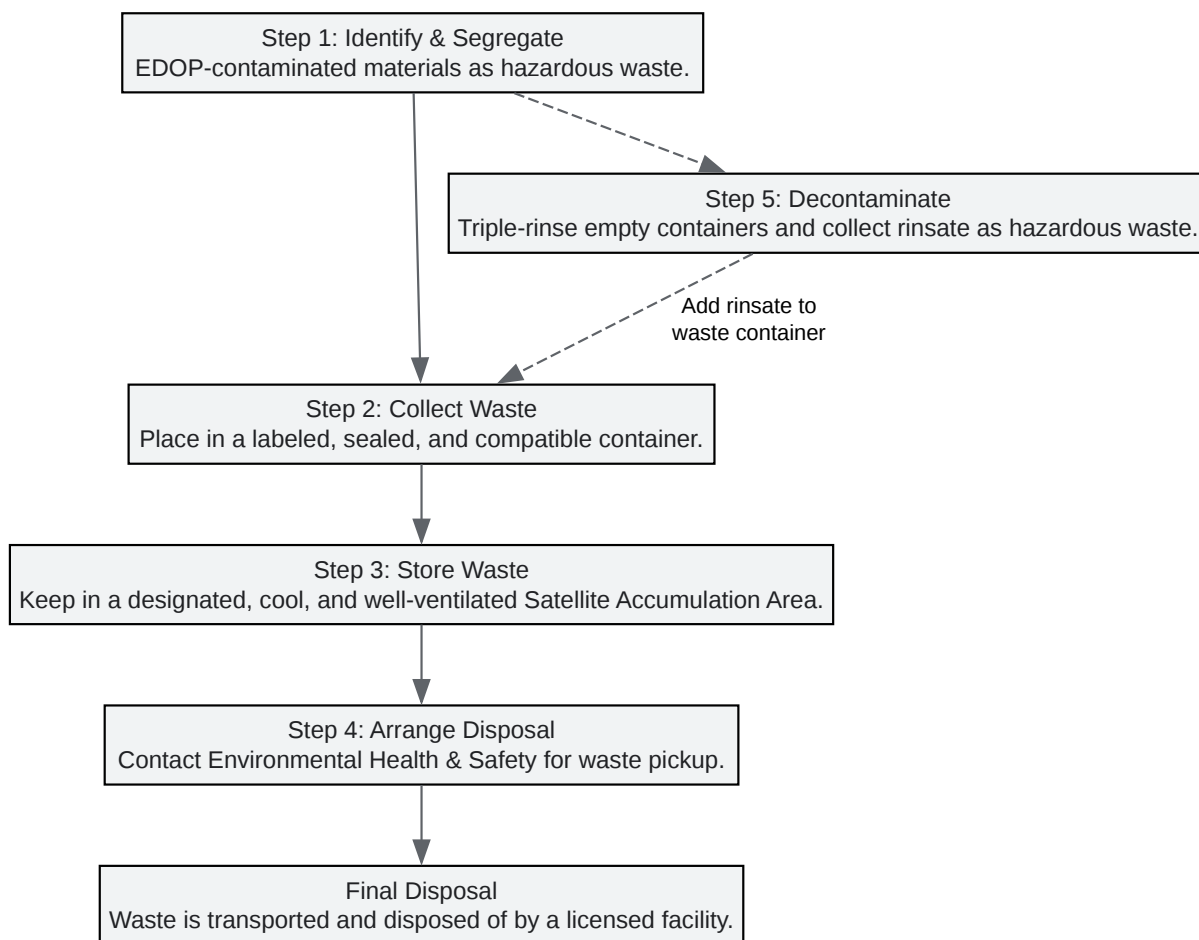 Step 1: Identify & Segregate
EDOP-contaminated materials as hazardous waste.
Step 5: Decontaminate
Triple-rinse empty containers and collect rinsate as hazardous waste.
Add rinsate to
waste container
Step 2: Collect Waste
Place in a labeled, sealed, and compatible container.
Step 3: Store Waste
Keep in a designated, cool, and well-ventilated Satellite Accumulation Area.
Step 4: Arrange Disposal
Contact Environmental Health & Safety for waste pickup.
Final Disposal
Waste is transported and disposed of by a licensed facility.